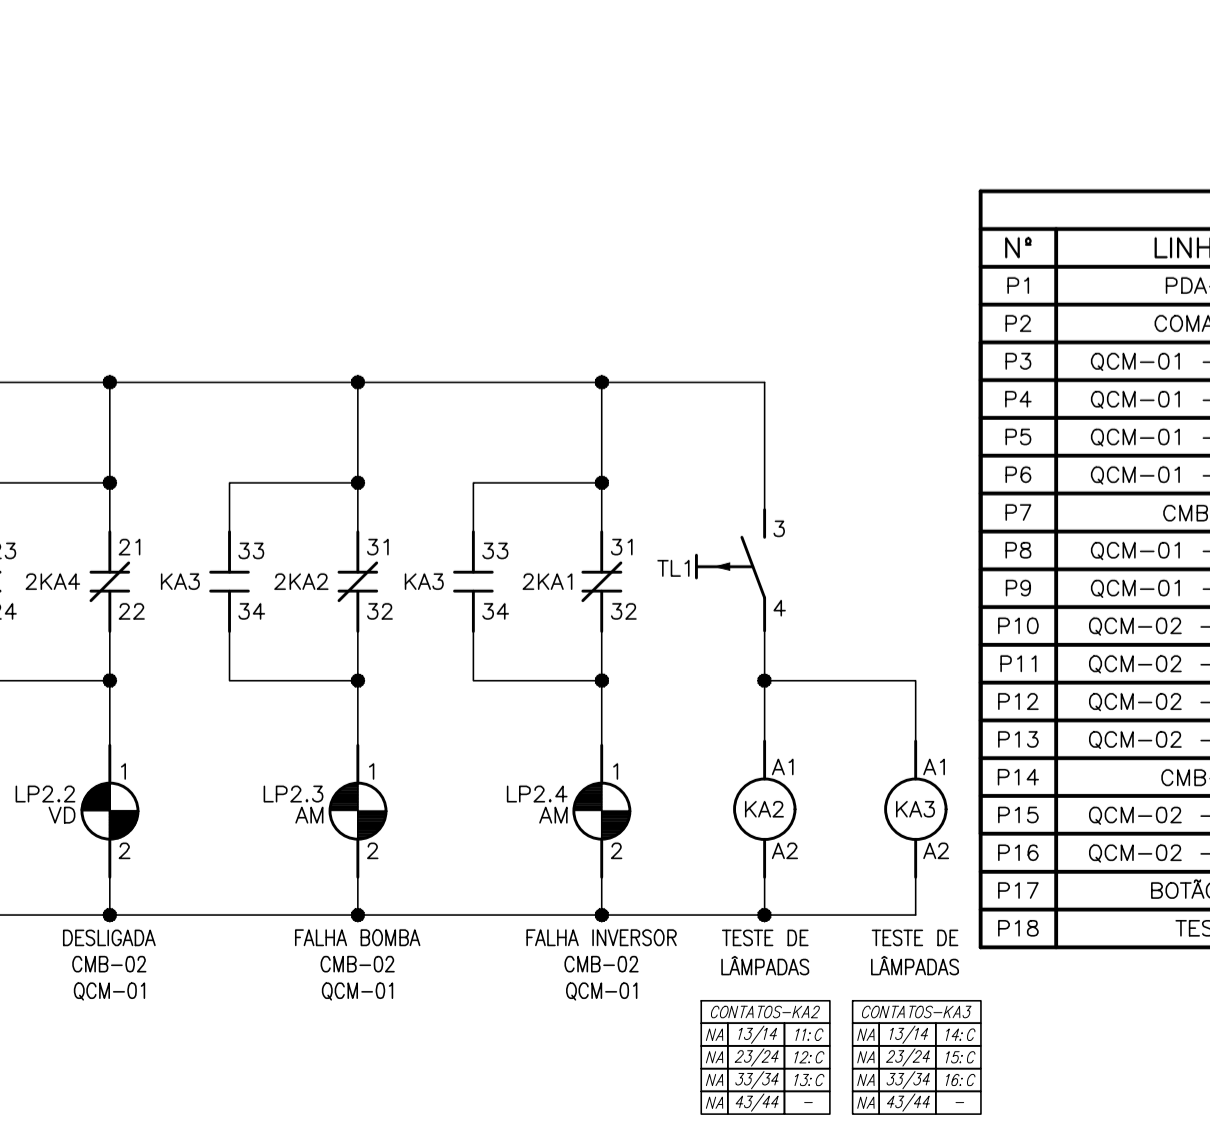 Nº LINH
P1 PDA-
P2 COMA
P3 QCM-01 -
P4 QCM-01 -
P5 QCM-01 -
P6 QCM-01 -
P7 CMB
P8 QCM-01 -
P9 QCM-01 -
P10 QCM-02 -
P11 QCM-02 -
P12 QCM-02 -
P13 QCM-02 -
P14 CMB-
P15 QCM-02 -
P16 QCM-02 -
P17 BOTÃO
P18 TES
23
24
2KA4
21
22
KA3
33
34
2KA2
31
32
KA3
33
34
2KA1
31
32
TL1
3
4
LP2.2
VD
1
2
LP2.3
AM
1
2
LP2.4
AM
1
2
A1
KA2
A2
A1
KA3
A2
DESLIGADA
CMB-02
QCM-01
FALHA BOMBA
CMB-02
QCM-01
FALHA INVERSOR
CMB-02
QCM-01
TESTE DE
LÂMPADAS
TESTE DE
LÂMPADAS
CONTATOS-KA2
NA 13/14 11:C
NA 23/24 12:C
NA 33/34 13:C
NA 43/44 -
CONTATOS-KA3
NA 13/14 14:C
NA 23/24 15:C
NA 33/34 16:C
NA 43/44 -